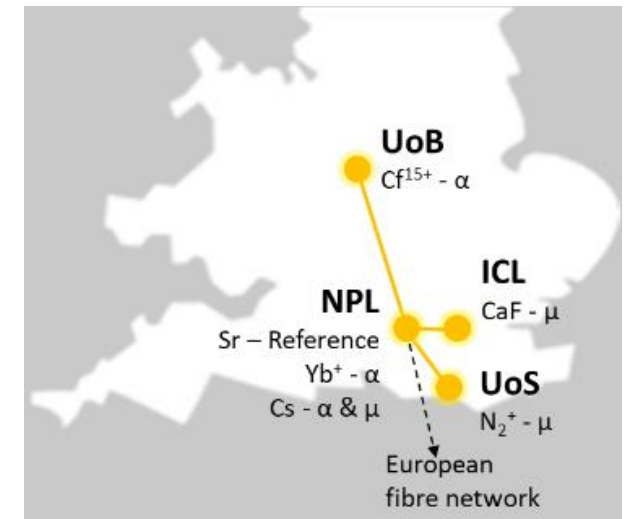 UoB
Cf¹⁵⁺ - α
ICL
CaF - μ
NPL
Sr – Reference
Yb⁺ - α
Cs - α & μ
UoS
N₂⁺ - μ
European
fibre network